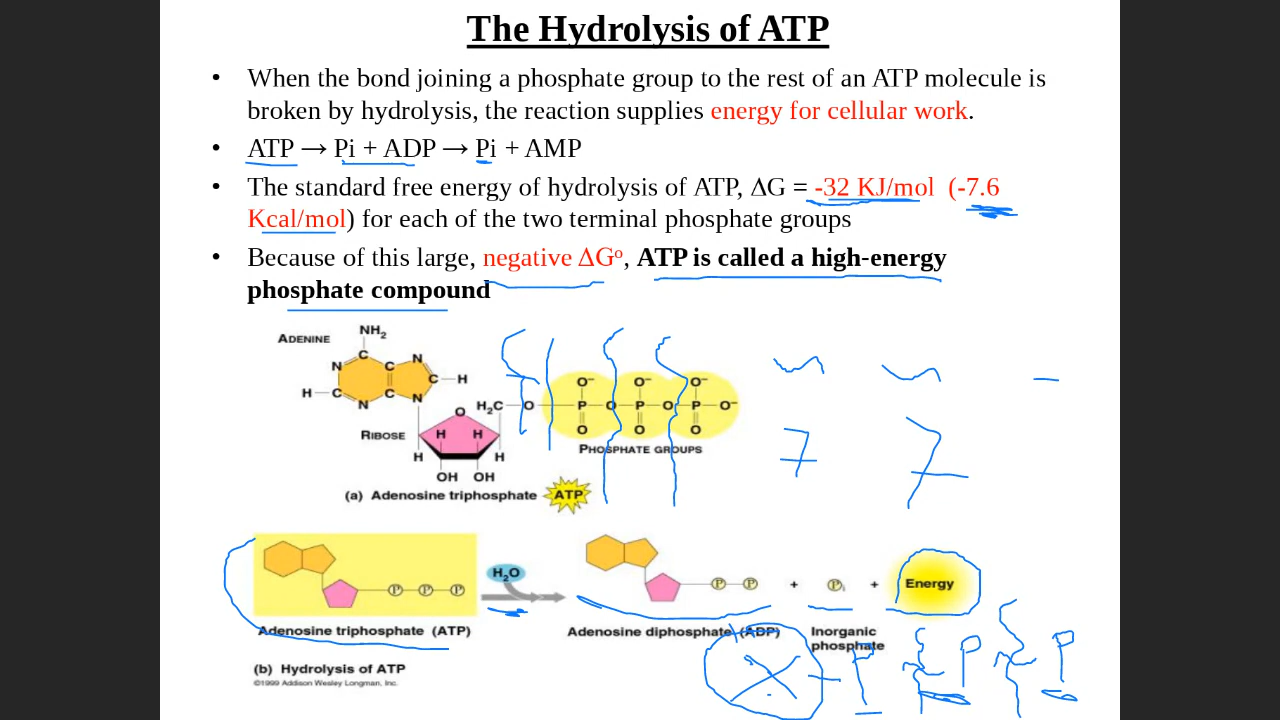 The Hydrolysis of ATP
• When the bond joining a phosphate group to the rest of an ATP molecule is
broken by hydrolysis, the reaction supplies energy for cellular work.
• ATP → Pi + ADP → Pi + AMP
• The standard free energy of hydrolysis of ATP, ΔG = -32 KJ/mol (-7.6
Kcal/mol) for each of the two terminal phosphate groups
• Because of this large, negative ΔGº, ATP is called a high-energy
phosphate compound
ADENINE
NH₂
N C C N
H C N C N C H
H₂C O
O⁻ O⁻ O⁻
P O P O P O⁻
O O O
PHOSPHATE GROUPS
RIBOSE
O
H H
H H
OH OH
(a) Adenosine triphosphate ATP
7 7
P P P
H₂O
P P + Pᵢ + Energy
Adenosine triphosphate (ATP)
Adenosine diphosphate (ADP)
Inorganic
phosphate
X - P P P
(b) Hydrolysis of ATP
©1999 Addison Wesley Longman, Inc.